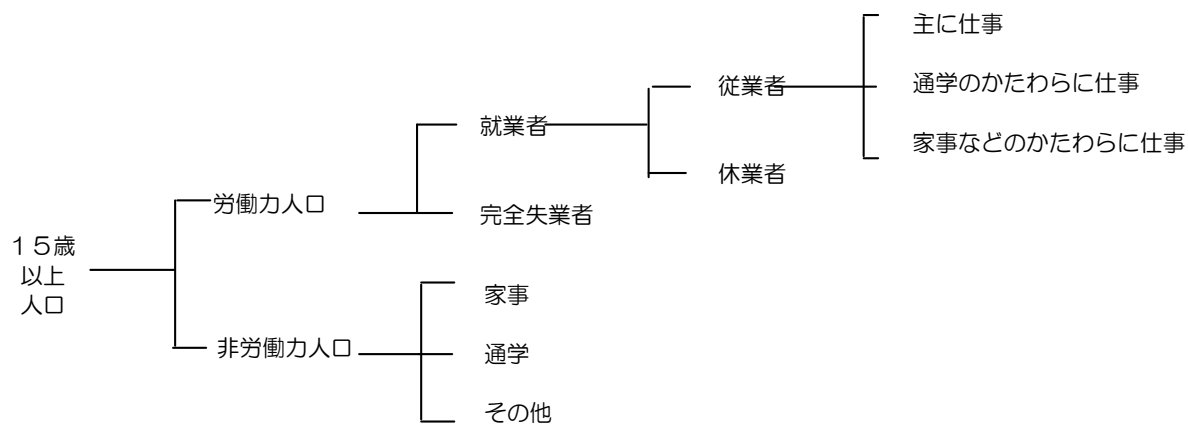 主に仕事
従業者
通学のかたわらに仕事
就業者
家事などのかたわらに仕事
休業者
労働力人口
完全失業者
１５歳
以上
人口
家事
非労働力人口
通学
その他